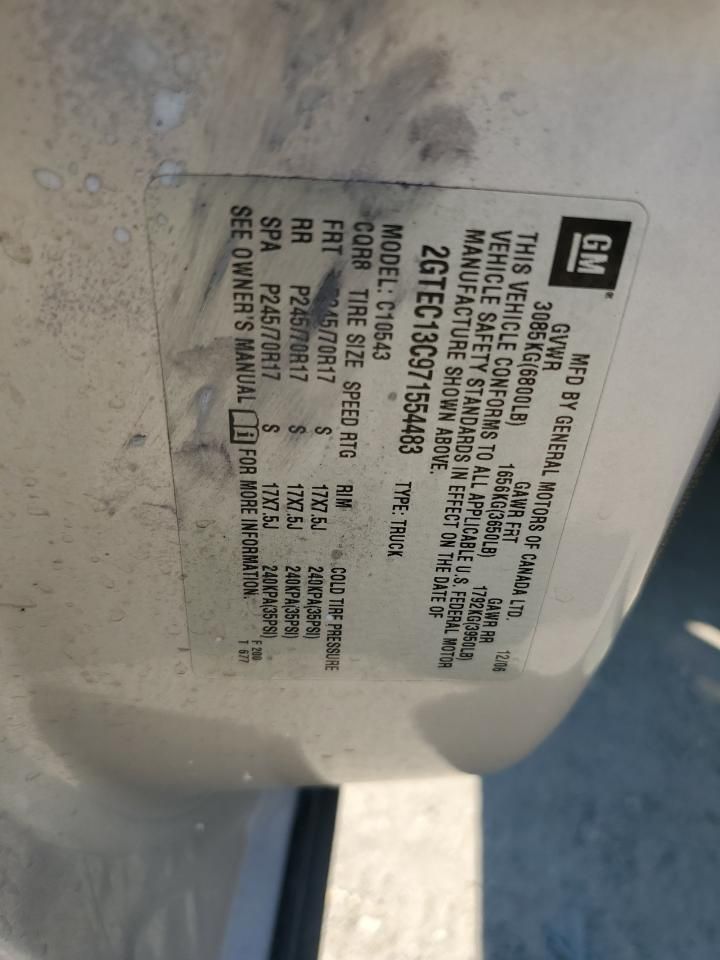 GM
MFD BY GENERAL MOTORS OF CANADA LTD. 12/06
GVWR GAWR FRT GAWR RR
3085KG(6800LB) 1656KG(3650LB) 1792KG(3950LB)
THIS VEHICLE CONFORMS TO ALL APPLICABLE U.S. FEDERAL MOTOR
VEHICLE SAFETY STANDARDS IN EFFECT ON THE DATE OF
MANUFACTURE SHOWN ABOVE.
2GTEC13C971554483 TYPE: TRUCK
MODEL: C10543
CQR8 TIRE SIZE SPEED RTG RIM COLD TIRE PRESSURE
FRT P245/70R17 S 17X7.5J 240KPA(35PSI)
RR P245/70R17 S 17X7.5J 240KPA(35PSI)
SPA P245/70R17 S 17X7.5J 240KPA(35PSI)
SEE OWNER'S MANUAL FOR MORE INFORMATION.
F 200
T 677